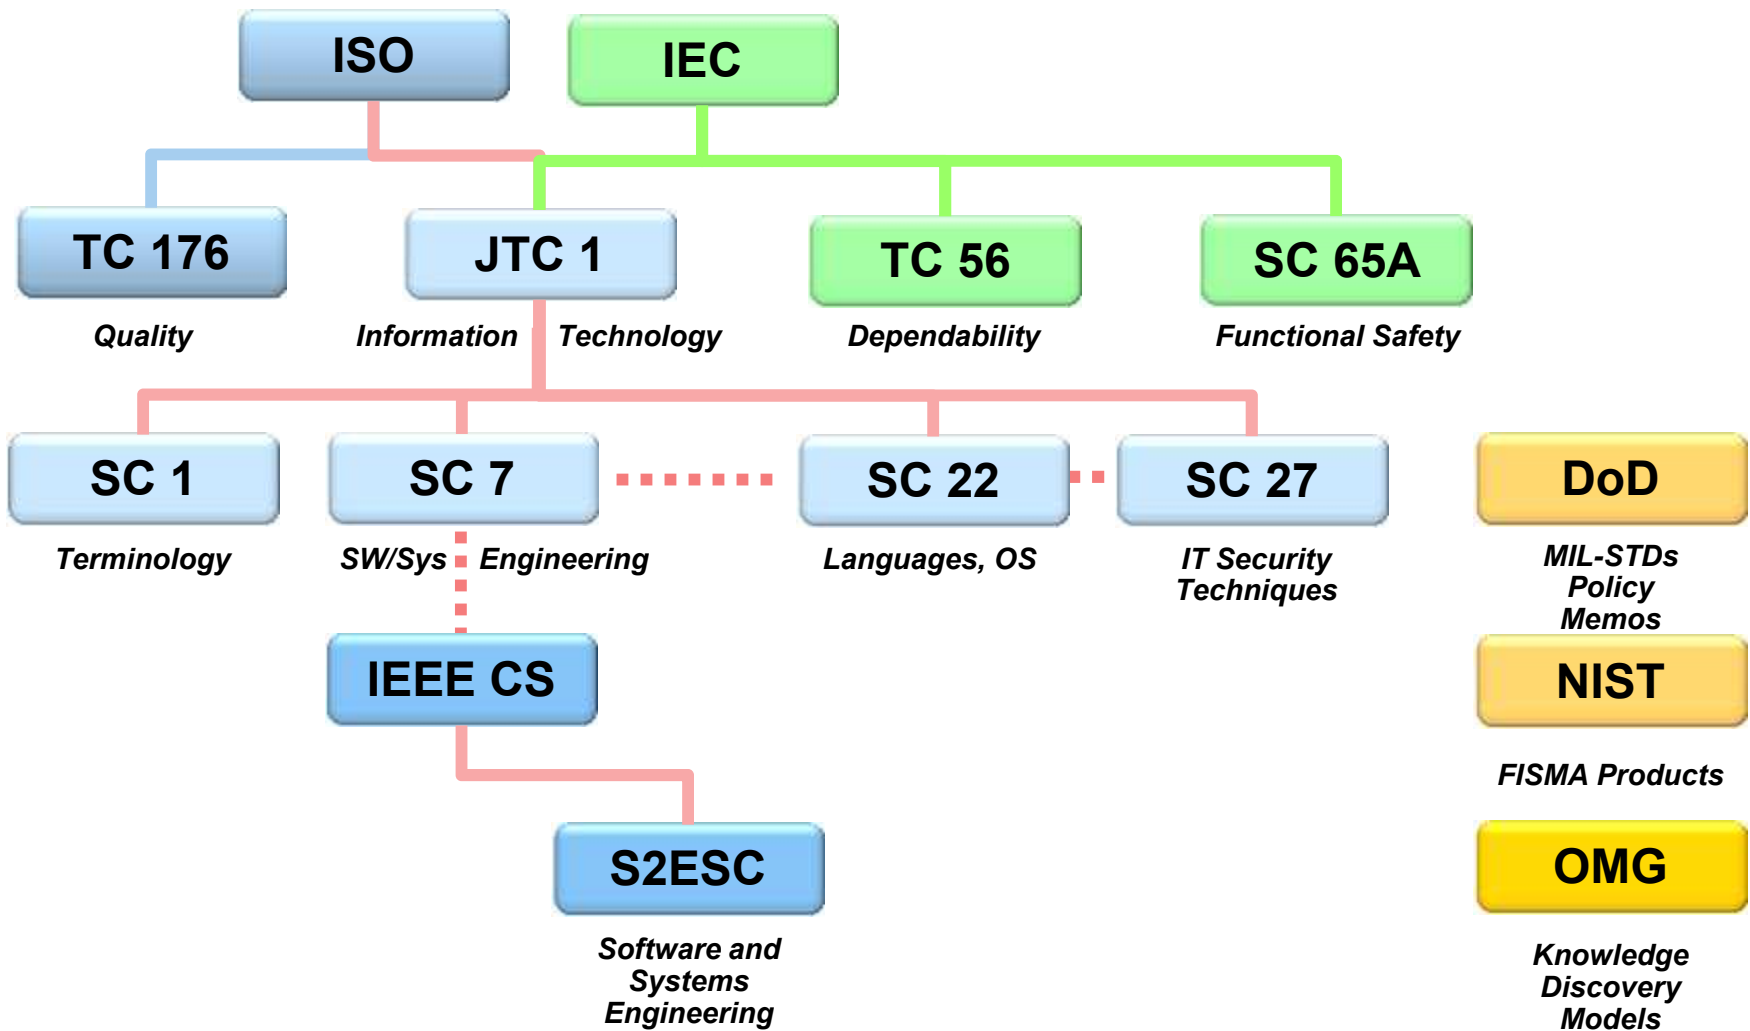 ISO
IEC
TC 176
JTC 1
TC 56
SC 65A
Quality
Information Technology
Dependability
Functional Safety
SC 1
SC 7
SC 22
SC 27
DoD
Terminology
SW/Sys Engineering
Languages, OS
IT Security
Techniques
MIL-STDs
Policy
Memos
IEEE CS
NIST
FISMA Products
S2ESC
OMG
Software and
Systems
Engineering
Knowledge
Discovery
Models